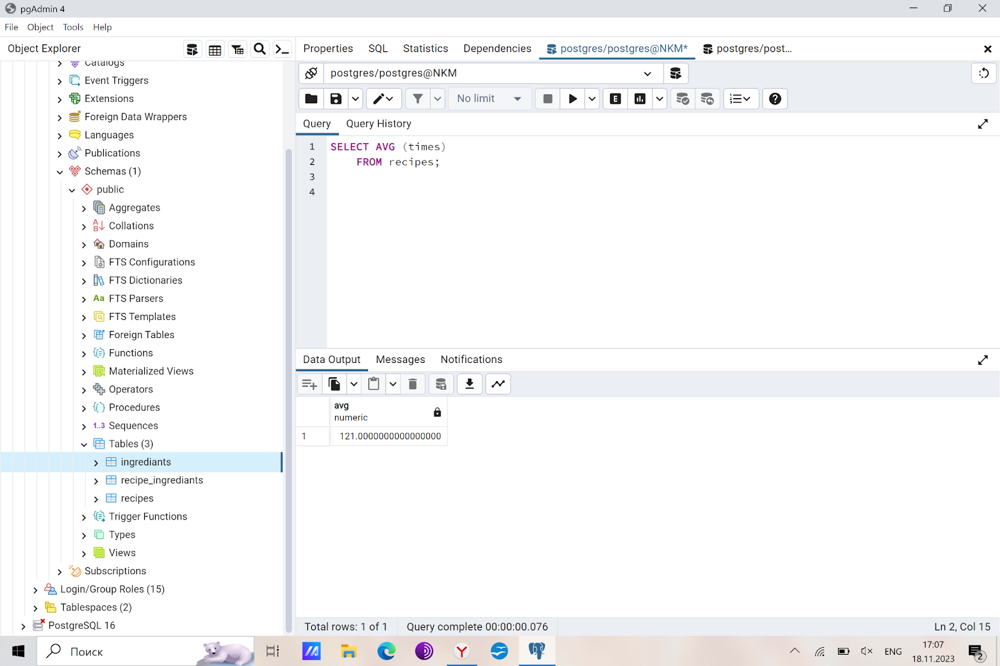 pgAdmin 4
File Object Tools Help
Object Explorer
Catalogs
Event Triggers
Extensions
Foreign Data Wrappers
Languages
Publications
Schemas (1)
public
Aggregates
Collations
Domains
FTS Configurations
FTS Dictionaries
Aa FTS Parsers
FTS Templates
Foreign Tables
Functions
Materialized Views
Operators
Procedures
1..3 Sequences
Tables (3)
ingrediants
recipe_ingrediants
recipes
Trigger Functions
Types
Views
Subscriptions
Login/Group Roles (15)
Tablespaces (2)
PostgreSQL 16
Properties SQL Statistics Dependencies postgres/postgres@NKM* postgres/post...
postgres/postgres@NKM
No limit E
Query Query History
1 SELECT AVG (times)
2 FROM recipes;
3
4
Data Output Messages Notifications
avg
numeric
1 121.0000000000000000
Total rows: 1 of 1 Query complete 00:00:00.076 Ln 2, Col 15
Поиск
ENG
17:07
18.11.2023
2